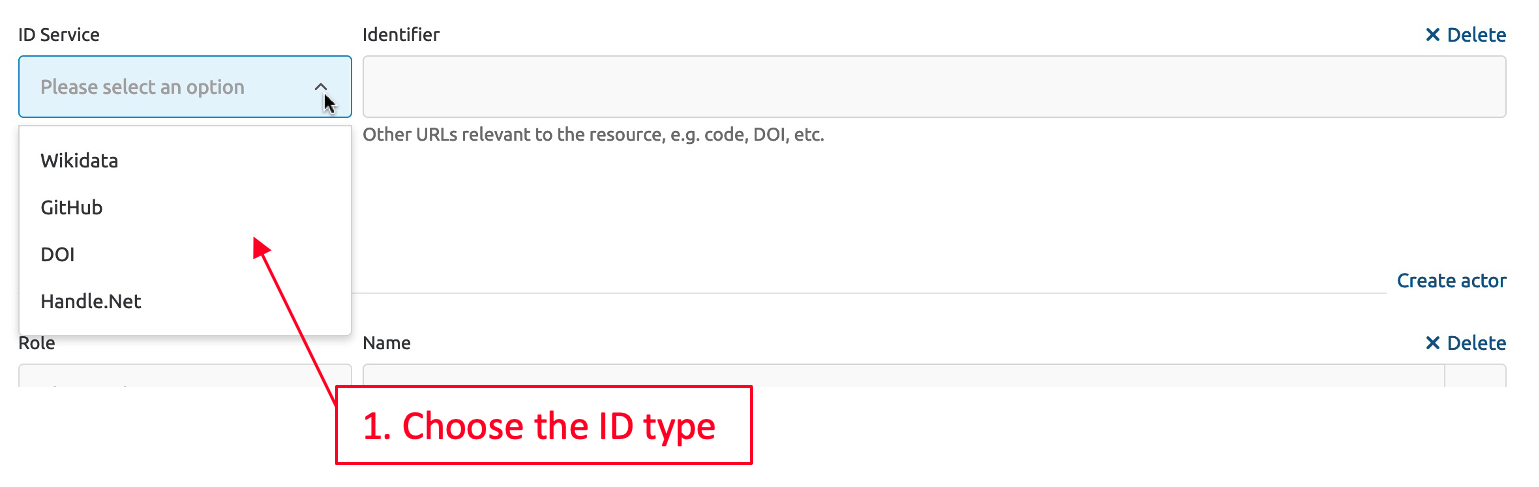 ID Service
Identifier
Delete
Please select an option
Other URLs relevant to the resource, e.g. code, DOI, etc.
Wikidata
GitHub
DOI
Handle.Net
Create actor
Role
Name
Delete
1. Choose the ID type